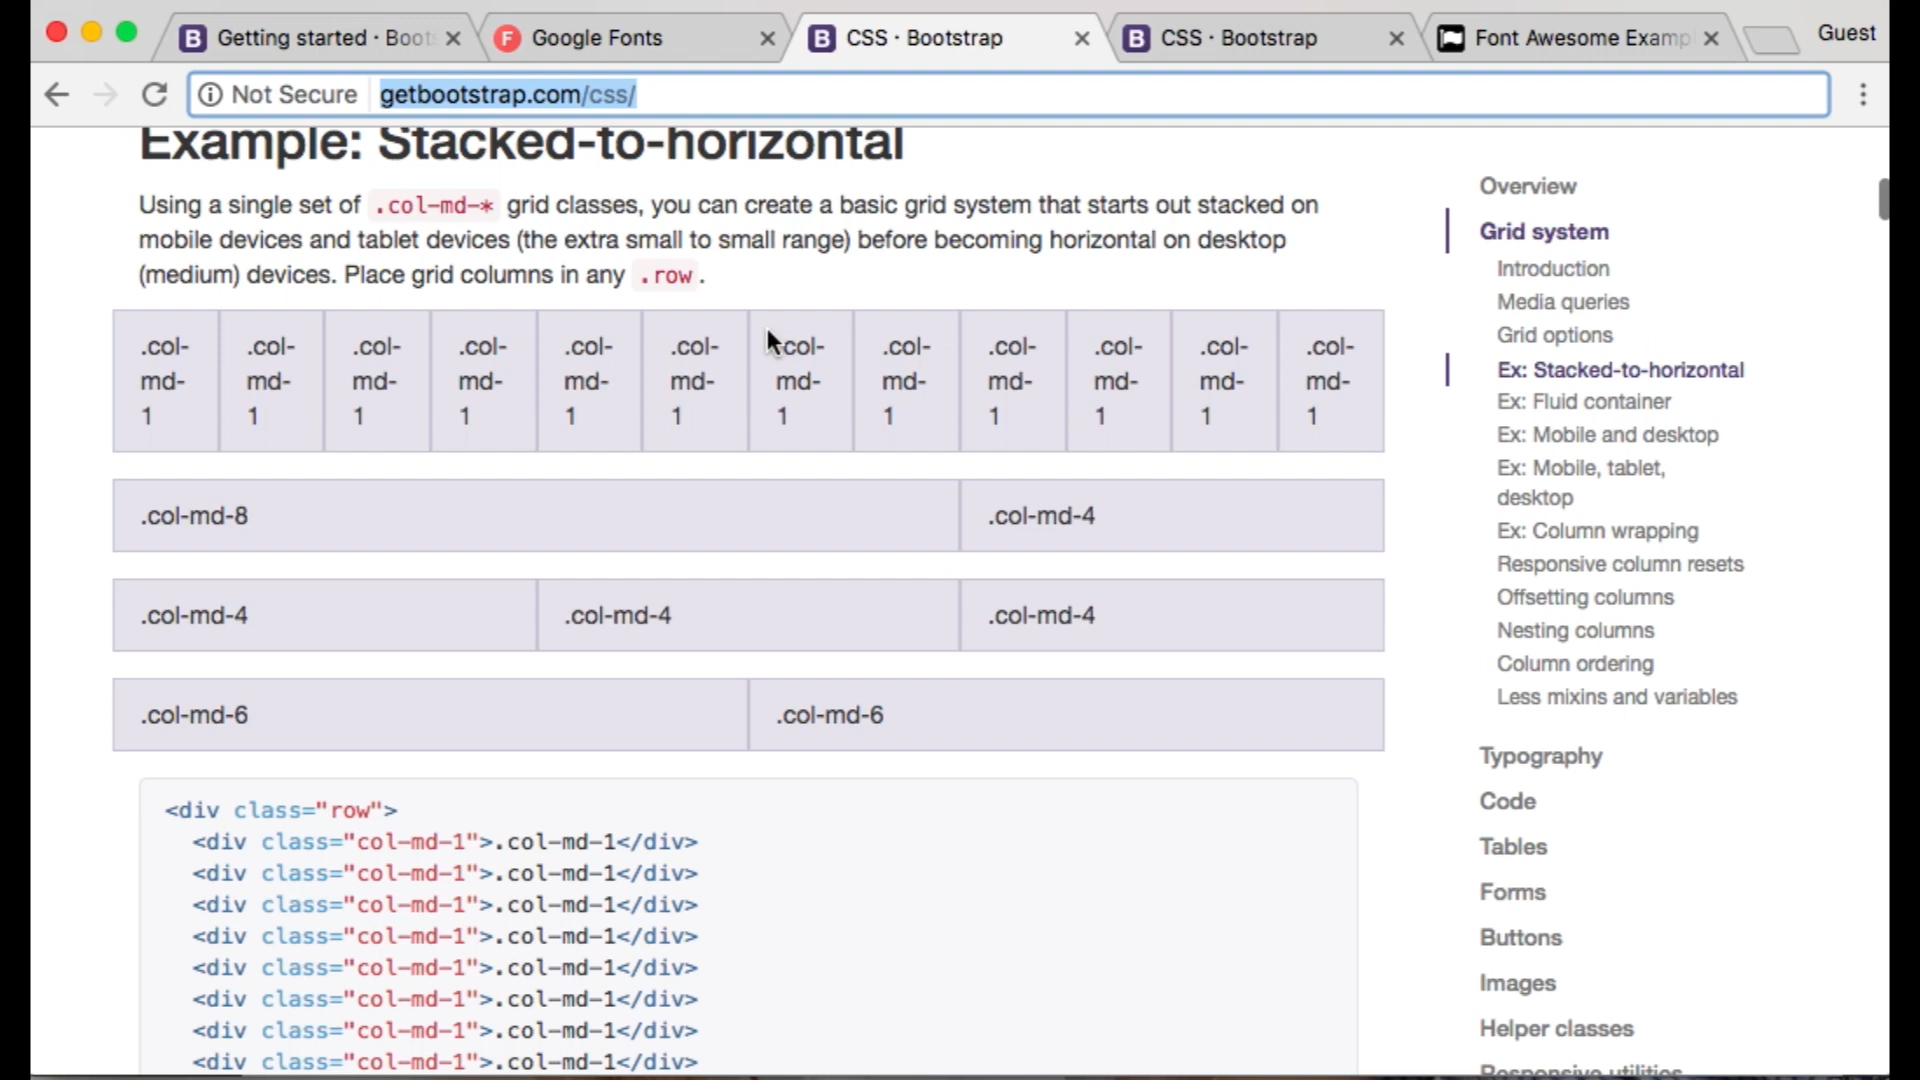 Getting started · Boots
Google Fonts
CSS · Bootstrap
CSS · Bootstrap
Font Awesome Examp
Guest
Not Secure
getbootstrap.com/css/
Example: Stacked-to-horizontal
Using a single set of .col-md-* grid classes, you can create a basic grid system that starts out stacked on
mobile devices and tablet devices (the extra small to small range) before becoming horizontal on desktop
(medium) devices. Place grid columns in any .row.
.col- .col- .col- .col- .col- .col- .col- .col- .col- .col- .col- .col-
md- md- md- md- md- md- md- md- md- md- md- md-
1 1 1 1 1 1 1 1 1 1 1 1
.col-md-8 .col-md-4
.col-md-4 .col-md-4 .col-md-4
.col-md-6 .col-md-6
<div class="row">
<div class="col-md-1">.col-md-1</div>
<div class="col-md-1">.col-md-1</div>
<div class="col-md-1">.col-md-1</div>
<div class="col-md-1">.col-md-1</div>
<div class="col-md-1">.col-md-1</div>
<div class="col-md-1">.col-md-1</div>
<div class="col-md-1">.col-md-1</div>
<div class="col-md-1">.col-md-1</div>
Overview
Grid system
Introduction
Media queries
Grid options
Ex: Stacked-to-horizontal
Ex: Fluid container
Ex: Mobile and desktop
Ex: Mobile, tablet,
desktop
Ex: Column wrapping
Responsive column resets
Offsetting columns
Nesting columns
Column ordering
Less mixins and variables
Typography
Code
Tables
Forms
Buttons
Images
Helper classes
Responsive utilities